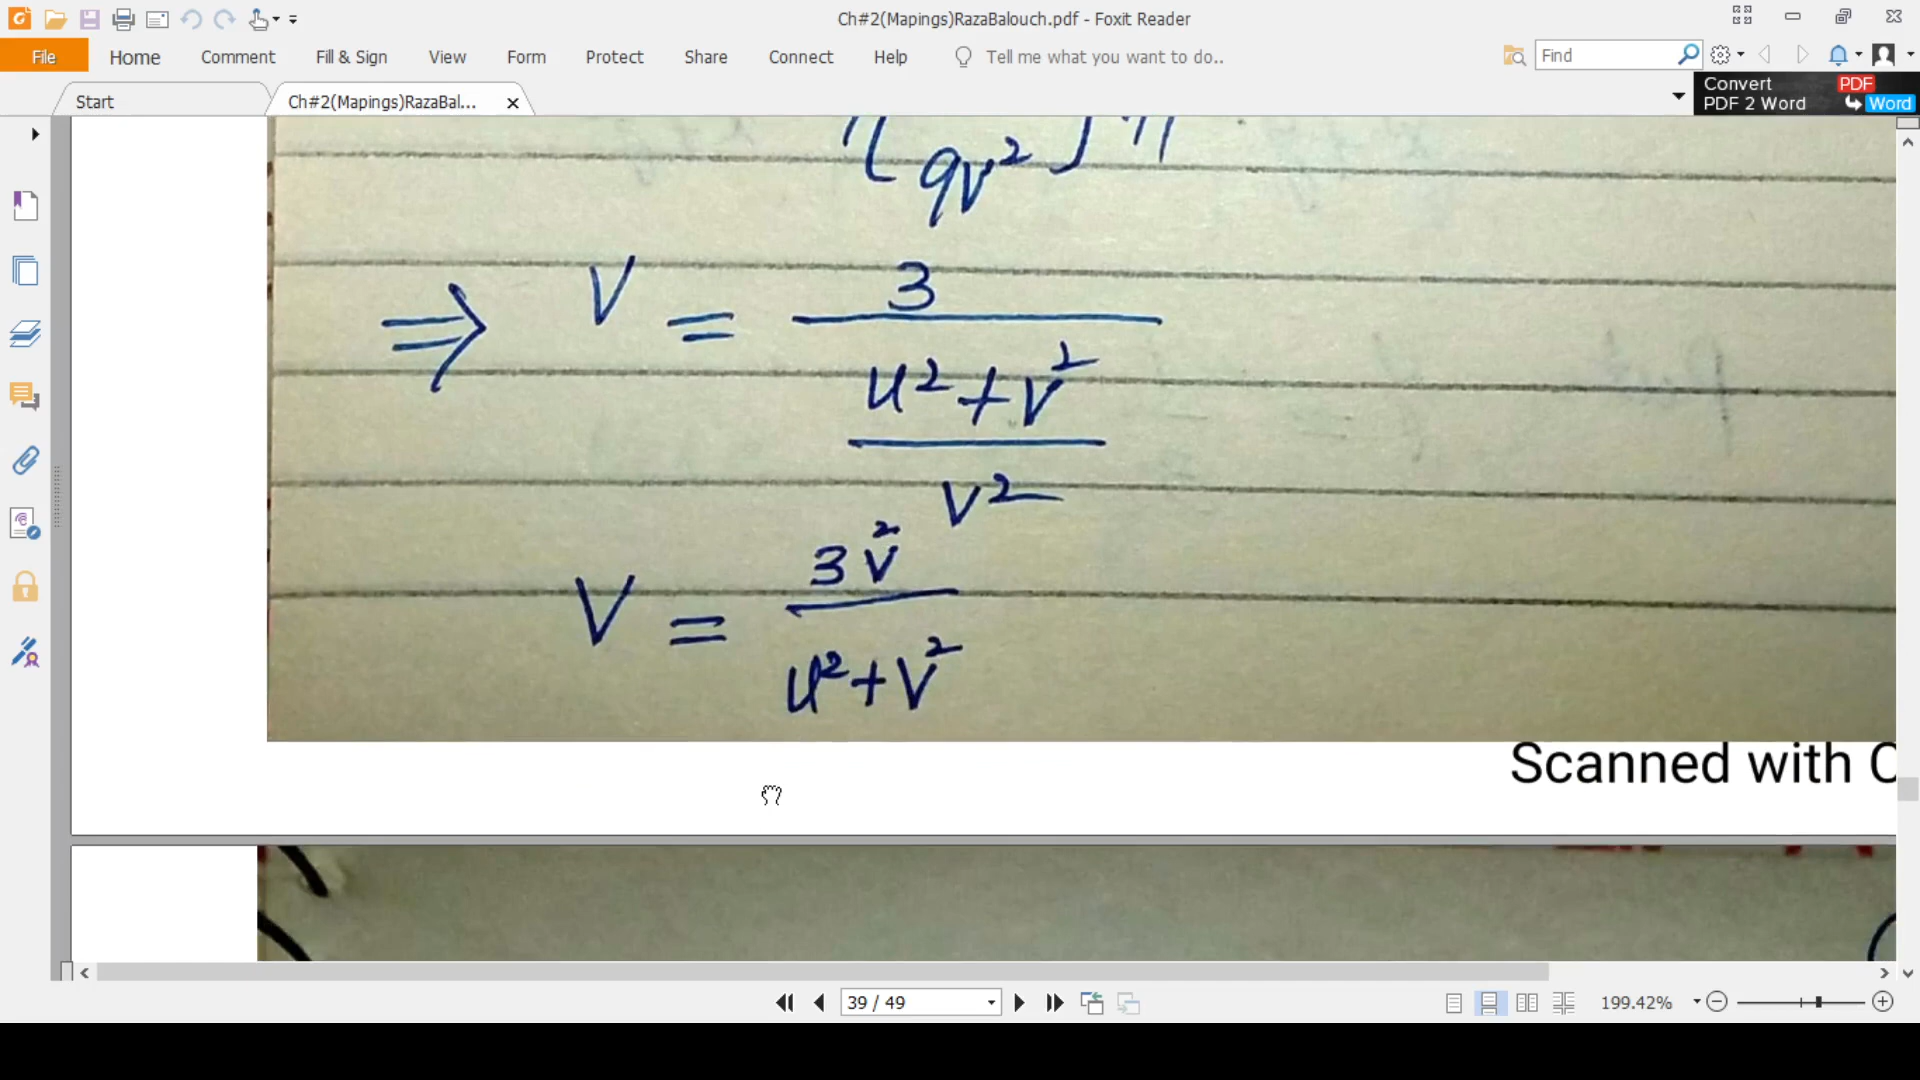 Ch#2(Mapings)RazaBalouch.pdf - Foxit Reader
File Home Comment Fill & Sign View Form Protect Share Connect Help Tell me what you want to do.. Find
Start Ch#2(Mapings)RazaBal... Convert PDF
PDF 2 Word Word
9v²
⇒ V = 3
u² + v²
v²
V = 3v²
u² + v²
Scanned with C
39 / 49 199.42%